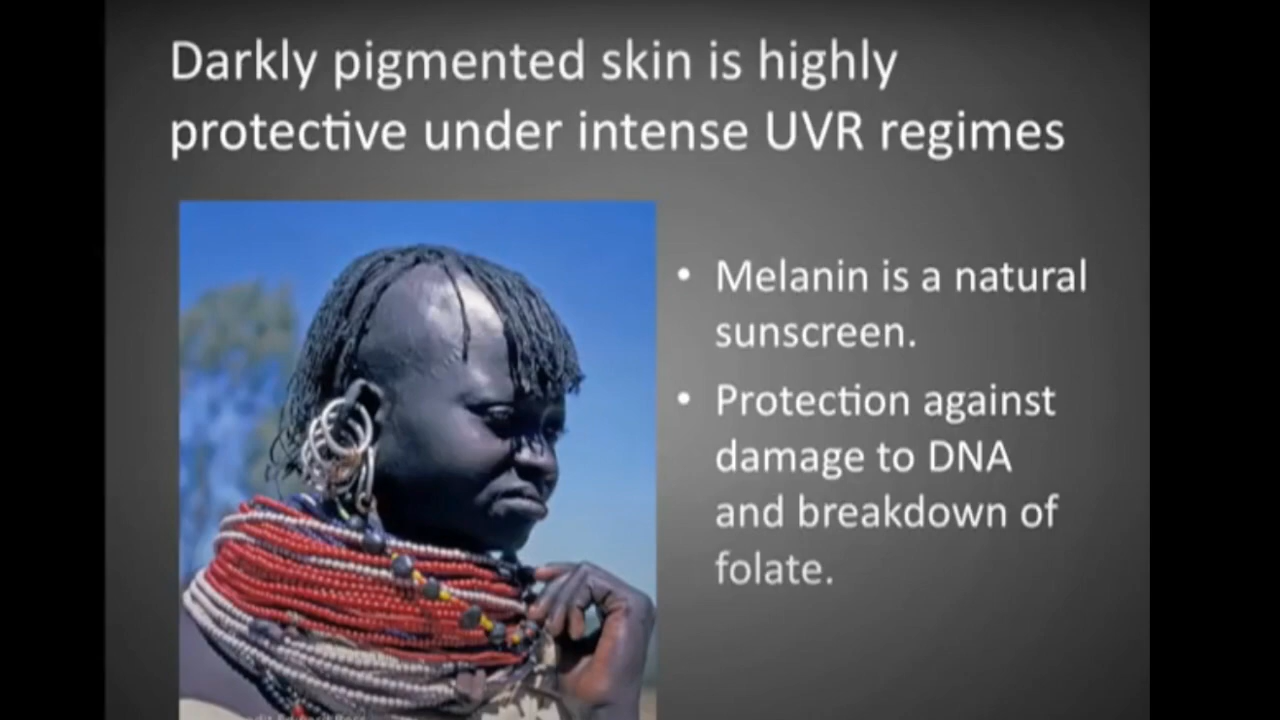 Darkly pigmented skin is highly
protective under intense UVR regimes
• Melanin is a natural
sunscreen.
• Protection against
damage to DNA
and breakdown of
folate.